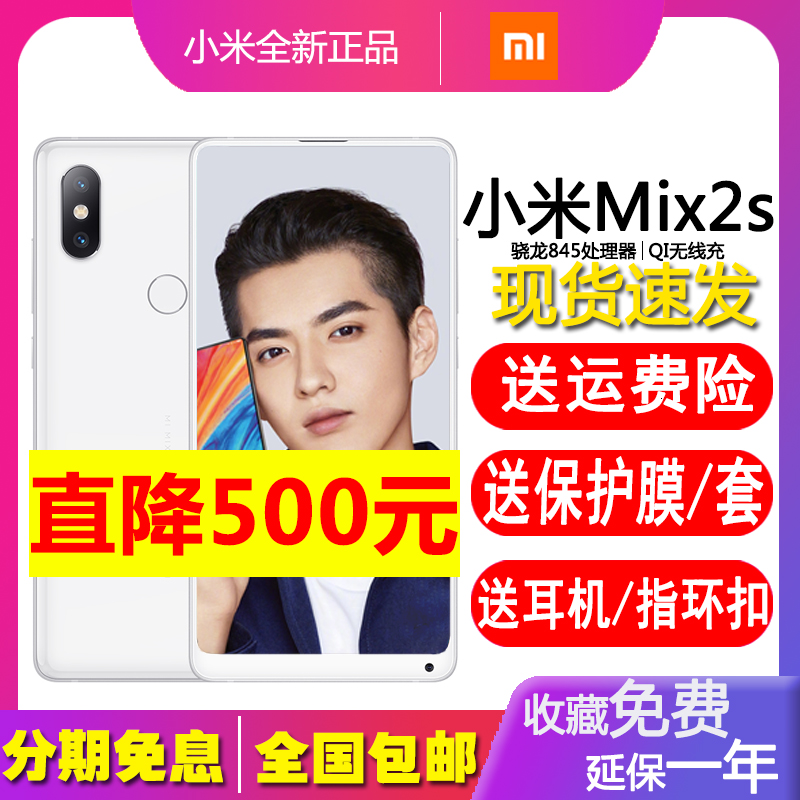 小米全新正品
小米Mix2s
骁龙845处理器|QI无线充
现货速发
送运费险
送保护膜/套
送耳机/指环扣
直降500元
分期免息
全国包邮
收藏免费
延保一年